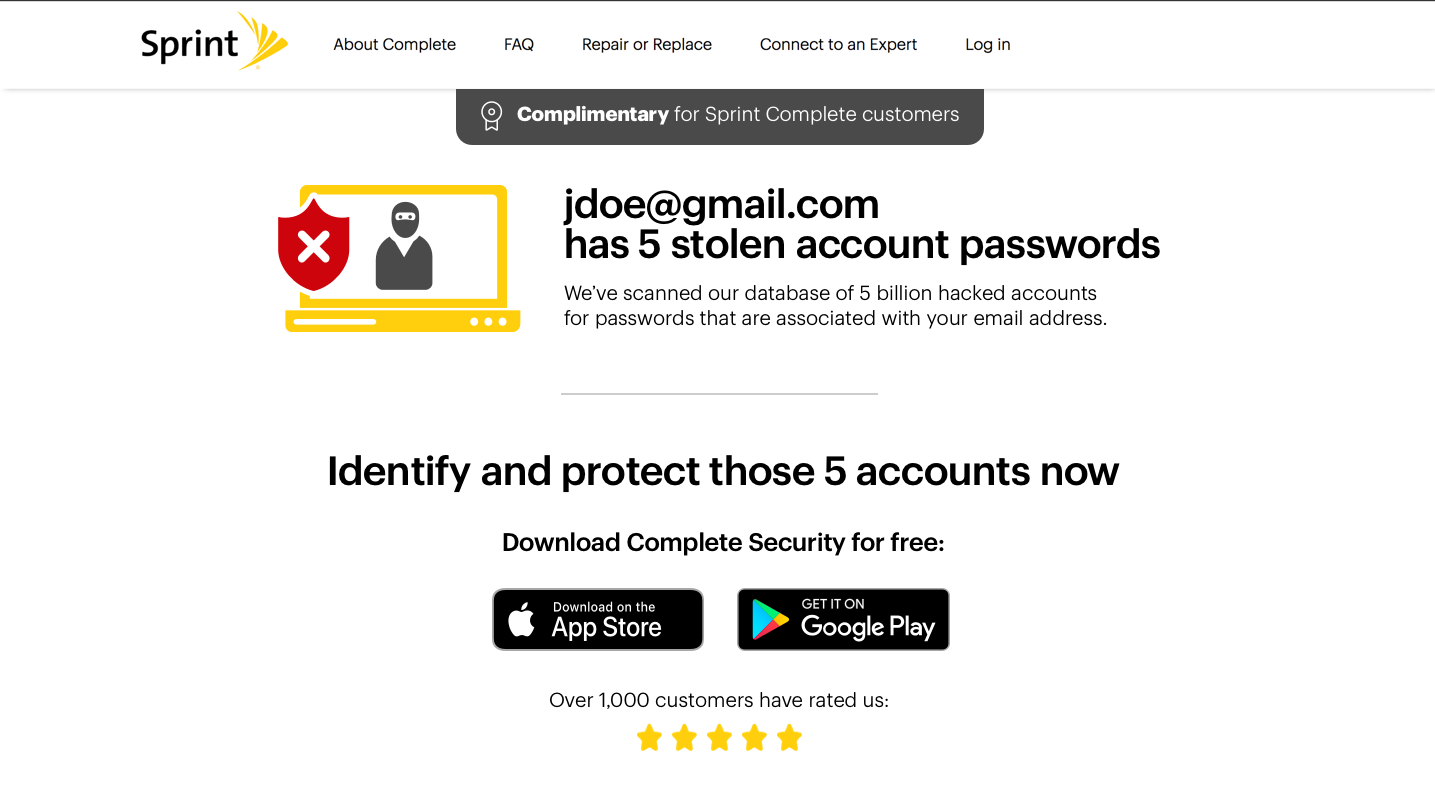 Sprint
About Complete FAQ Repair or Replace Connect to an Expert Log in
Complimentary for Sprint Complete customers
jdoe@gmail.com
has 5 stolen account passwords
We’ve scanned our database of 5 billion hacked accounts
for passwords that are associated with your email address.
Identify and protect those 5 accounts now
Download Complete Security for free:
Download on the
App Store
GET IT ON
Google Play
Over 1,000 customers have rated us: